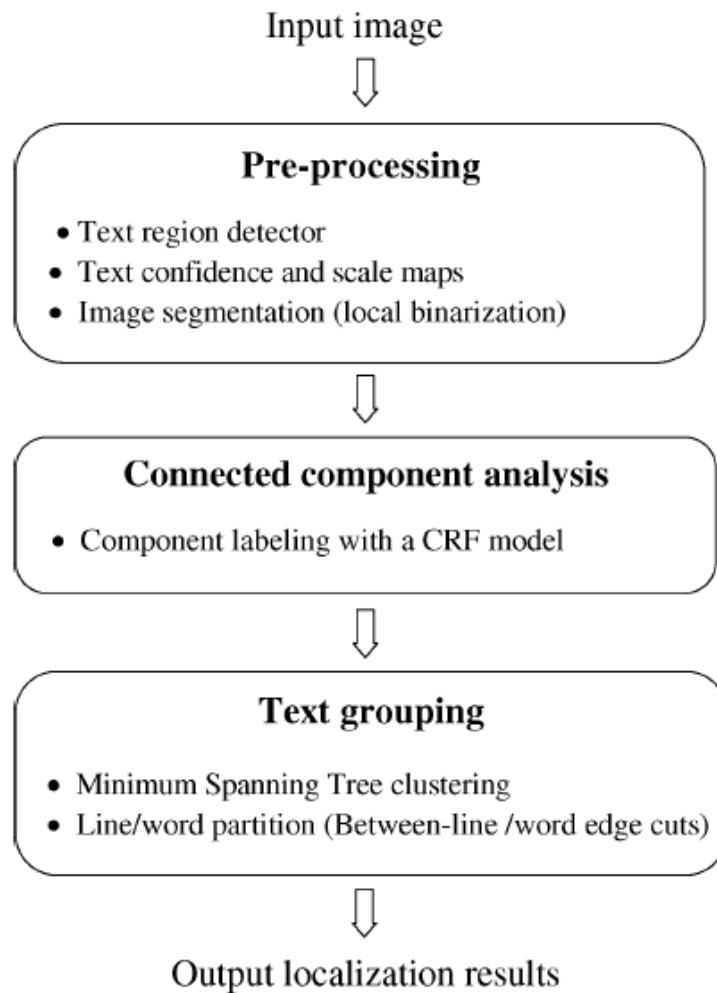 Input image
Pre-processing
• Text region detector
• Text confidence and scale maps
• Image segmentation (local binarization)
Connected component analysis
• Component labeling with a CRF model
Text grouping
• Minimum Spanning Tree clustering
• Line/word partition (Between-line /word edge cuts)
Output localization results